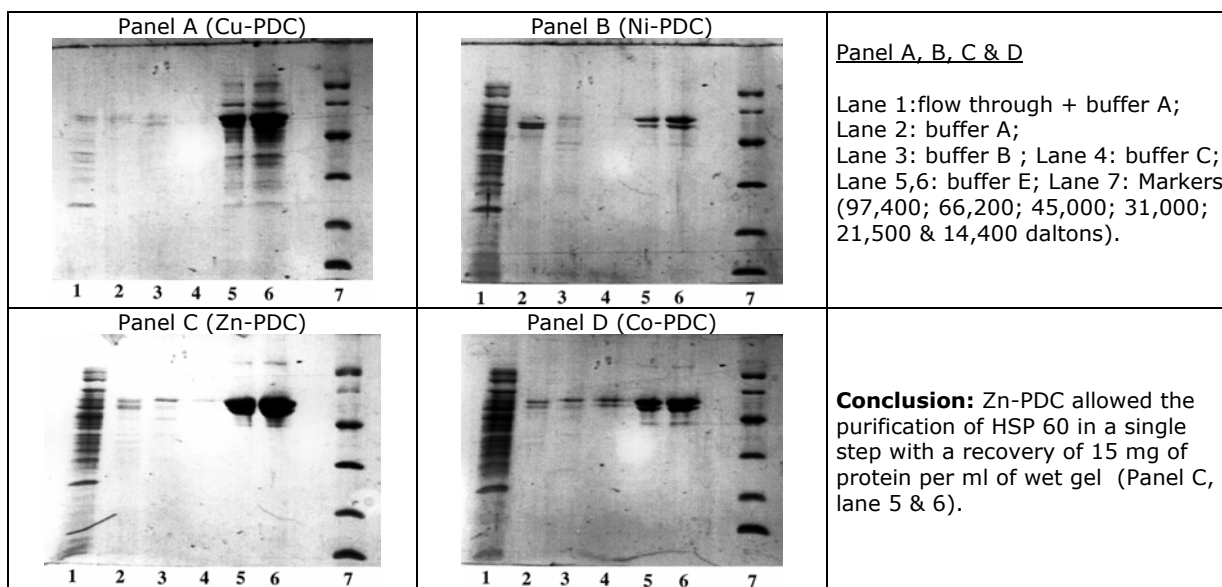 Panel A (Cu-PDC)
1 2 3 4 5 6 7
Panel B (Ni-PDC)
1 2 3 4 5 6 7
Panel A, B, C & D
Lane 1:flow through + buffer A;
Lane 2: buffer A;
Lane 3: buffer B ; Lane 4: buffer C;
Lane 5,6: buffer E; Lane 7: Markers
(97,400; 66,200; 45,000; 31,000;
21,500 & 14,400 daltons).
Panel C (Zn-PDC)
1 2 3 4 5 6 7
Panel D (Co-PDC)
1 2 3 4 5 6 7
Conclusion: Zn-PDC allowed the
purification of HSP 60 in a single
step with a recovery of 15 mg of
protein per ml of wet gel (Panel C,
lane 5 & 6).